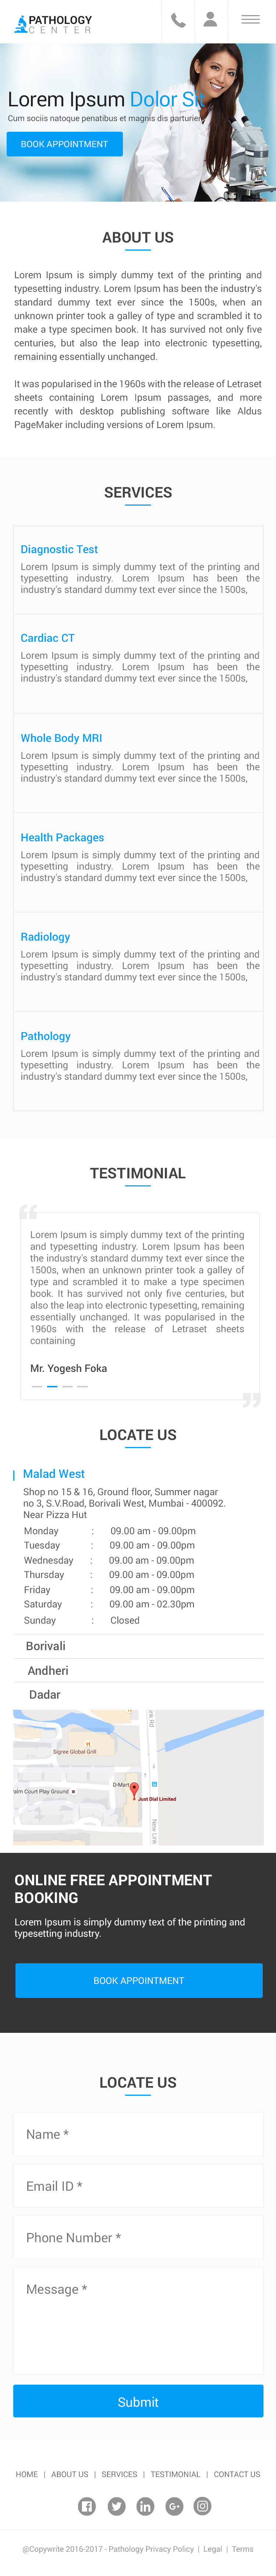 PATHOLOGY
CENTER
Lorem Ipsum Dolor Sit
Cum sociis natoque penatibus et magnis dis parturient
BOOK APPOINTMENT
ABOUT US
Lorem Ipsum is simply dummy text of the printing and
typesetting industry. Lorem Ipsum has been the industry's
standard dummy text ever since the 1500s, when an
unknown printer took a galley of type and scrambled it to
make a type specimen book. It has survived not only five
centuries, but also the leap into electronic typesetting,
remaining essentially unchanged.
It was popularised in the 1960s with the release of Letraset
sheets containing Lorem Ipsum passages, and more
recently with desktop publishing software like Aldus
PageMaker including versions of Lorem Ipsum.
SERVICES
Diagnostic Test
Lorem Ipsum is simply dummy text of the printing and
typesetting industry. Lorem Ipsum has been the
industry's standard dummy text ever since the 1500s,
Cardiac CT
Lorem Ipsum is simply dummy text of the printing and
typesetting industry. Lorem Ipsum has been the
industry's standard dummy text ever since the 1500s,
Whole Body MRI
Lorem Ipsum is simply dummy text of the printing and
typesetting industry. Lorem Ipsum has been the
industry's standard dummy text ever since the 1500s,
Health Packages
Lorem Ipsum is simply dummy text of the printing and
typesetting industry. Lorem Ipsum has been the
industry's standard dummy text ever since the 1500s,
Radiology
Lorem Ipsum is simply dummy text of the printing and
typesetting industry. Lorem Ipsum has been the
industry's standard dummy text ever since the 1500s,
Pathology
Lorem Ipsum is simply dummy text of the printing and
typesetting industry. Lorem Ipsum has been the
industry's standard dummy text ever since the 1500s,
TESTIMONIAL
Lorem Ipsum is simply dummy text of the printing
and typesetting industry. Lorem Ipsum has been
the industry's standard dummy text ever since the
1500s, when an unknown printer took a galley of
type and scrambled it to make a type specimen
book. It has survived not only five centuries, but
also the leap into electronic typesetting, remaining
essentially unchanged. It was popularised in the
1960s with the release of Letraset sheets
containing
Mr. Yogesh Foka
LOCATE US
Malad West
Shop no 15 & 16, Ground floor, Summer nagar
no 3, S.V.Road, Borivali West, Mumbai - 400092.
Near Pizza Hut
Monday : 09.00 am - 09.00pm
Tuesday : 09.00 am - 09.00pm
Wednesday : 09.00 am - 09.00pm
Thursday : 09.00 am - 09.00pm
Friday : 09.00 am - 09.00pm
Saturday : 09.00 am - 02.30pm
Sunday : Closed
Borivali
Andheri
Dadar
Sigree Global Grill
D-Mart
Palm Court Play Ground
Just Dial Limited
New Link
ONLINE FREE APPOINTMENT
BOOKING
Lorem Ipsum is simply dummy text of the printing and
typesetting industry.
BOOK APPOINTMENT
LOCATE US
Name *
Email ID *
Phone Number *
Message *
Submit
HOME | ABOUT US | SERVICES | TESTIMONIAL | CONTACT US
@Copywrite 2016-2017 - Pathology Privacy Policy | Legal | Terms